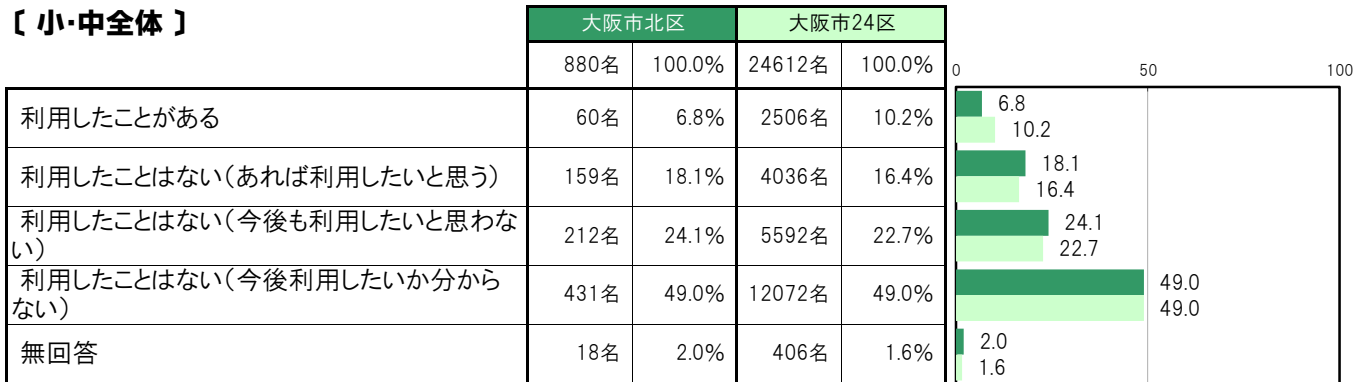 〔 小・中全体 〕
大阪市北区 大阪市24区
880名 100.0% 24612名 100.0%
0 50 100
利用したことがある 60名 6.8% 2506名 10.2%
6.8
10.2
利用したことはない(あれば利用したいと思う) 159名 18.1% 4036名 16.4%
18.1
16.4
利用したことはない(今後も利用したいと思わな
い) 212名 24.1% 5592名 22.7%
24.1
22.7
利用したことはない(今後利用したいか分から
ない) 431名 49.0% 12072名 49.0%
49.0
49.0
無回答 18名 2.0% 406名 1.6%
2.0
1.6